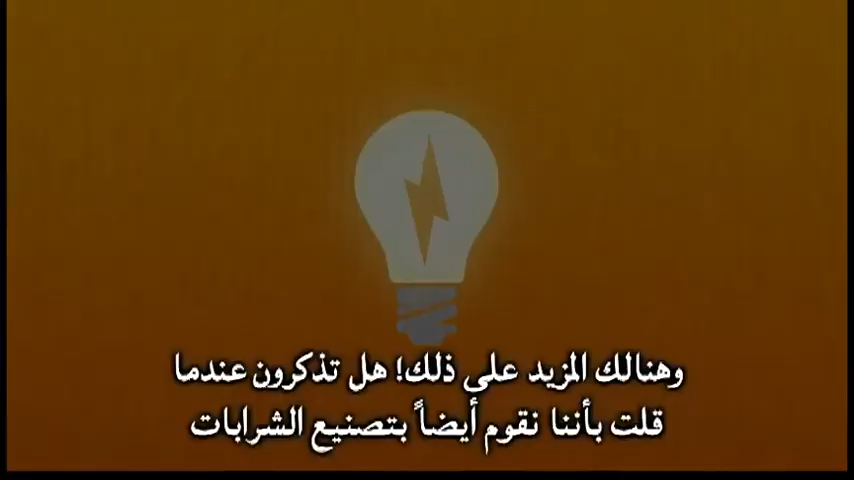 وهنالك المزيد على ذلك! هل تذكرون عندما
قلت بأننا نقوم أيضاً بتصنيع الشرابات